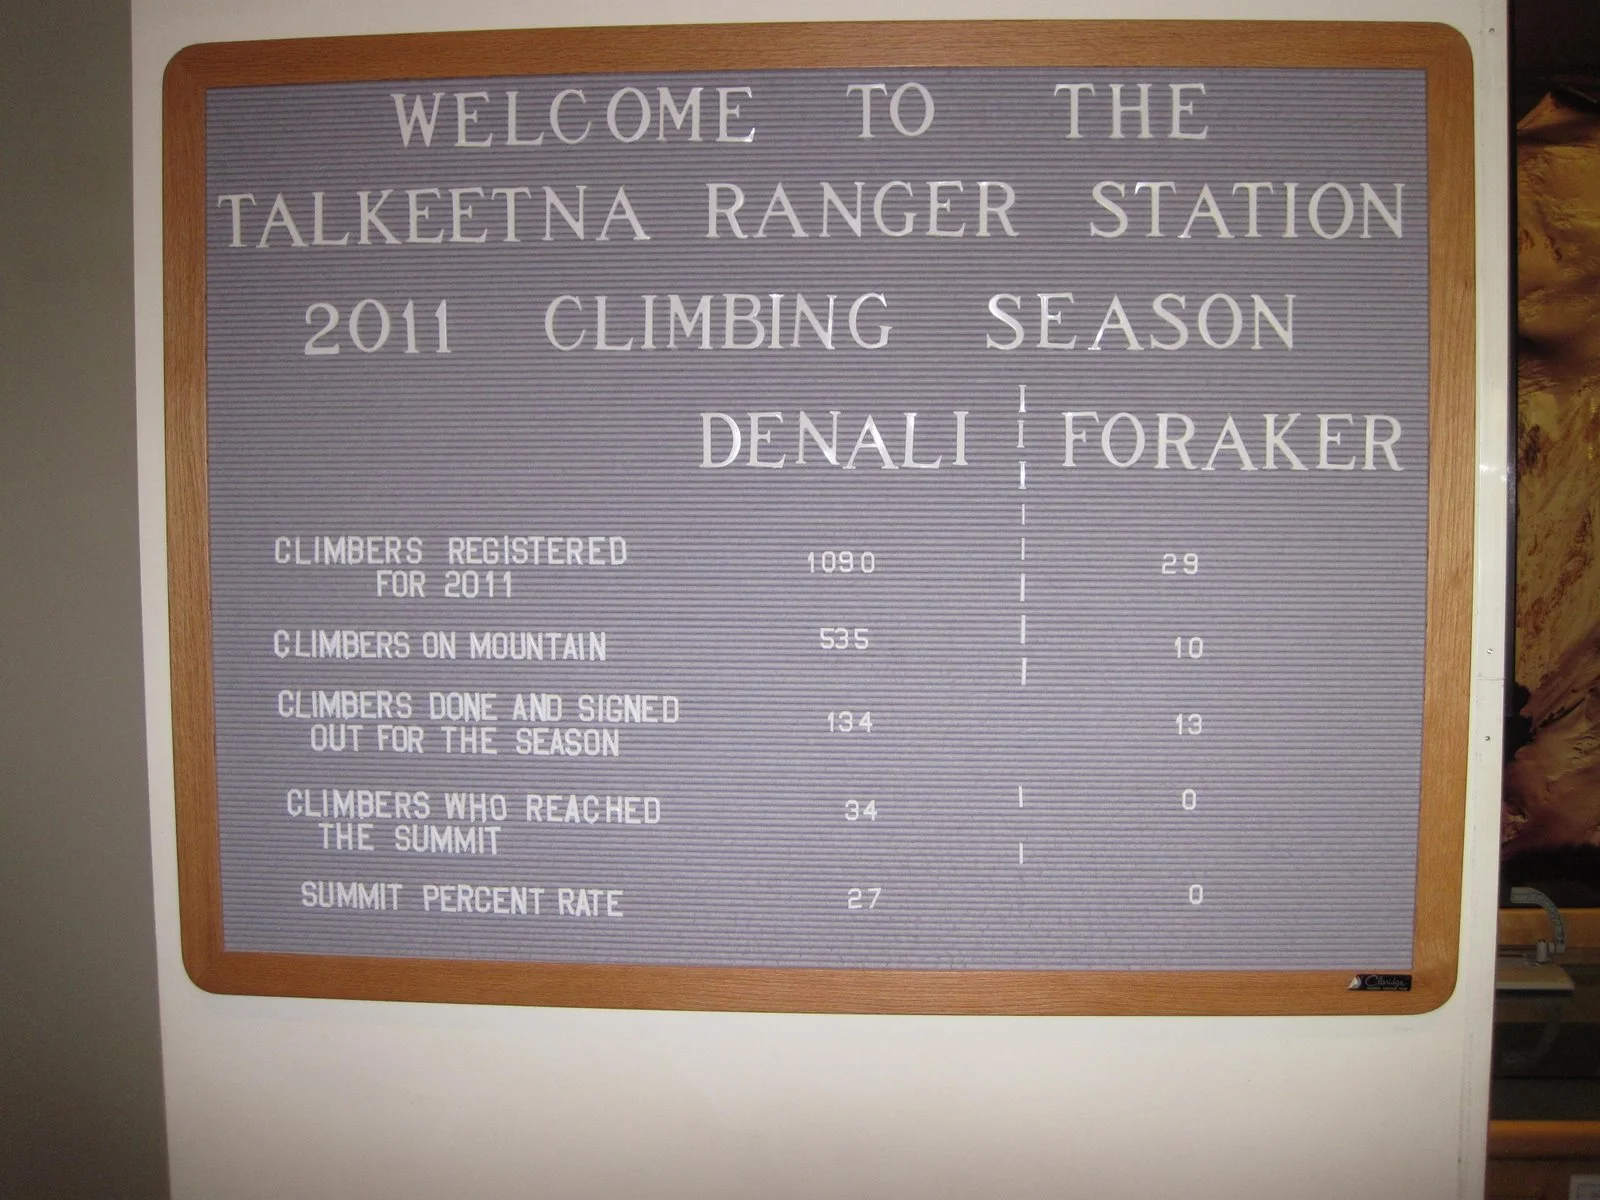 WELCOME TO THE
TALKEETNA RANGER STATION
2011 CLIMBING SEASON
DENALI FORAKER
CLIMBERS REGISTERED FOR 2011 1090 29
CLIMBERS ON MOUNTAIN 535 10
CLIMBERS DONE AND SIGNED OUT FOR THE SEASON 134 13
CLIMBERS WHO REACHED THE SUMMIT 34 0
SUMMIT PERCENT RATE 27 0
Claridge